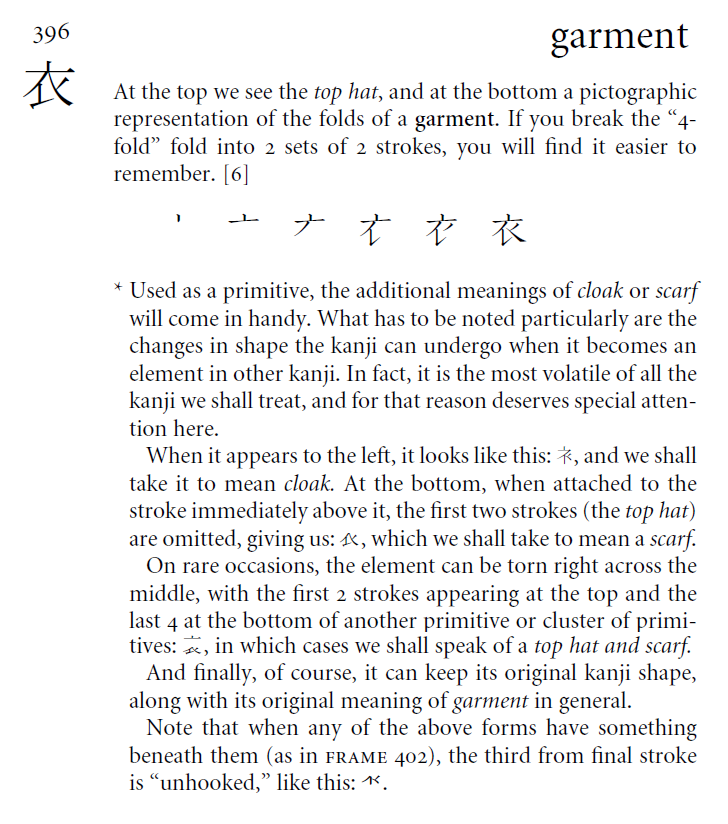 396
garment
衣
At the top we see the top hat, and at the bottom a pictographic
representation of the folds of a garment. If you break the “4-
fold” fold into 2 sets of 2 strokes, you will find it easier to
remember. [6]
衣
* Used as a primitive, the additional meanings of cloak or scarf
will come in handy. What has to be noted particularly are the
changes in shape the kanji can undergo when it becomes an
element in other kanji. In fact, it is the most volatile of all the
kanji we shall treat, and for that reason deserves special atten-
tion here.
When it appears to the left, it looks like this: 衤, and we shall
take it to mean cloak. At the bottom, when attached to the
stroke immediately above it, the first two strokes (the top hat)
are omitted, giving us: , which we shall take to mean a scarf.
On rare occasions, the element can be torn right across the
middle, with the first 2 strokes appearing at the top and the
last 4 at the bottom of another primitive or cluster of primi-
tives: , in which cases we shall speak of a top hat and scarf.
And finally, of course, it can keep its original kanji shape,
along with its original meaning of garment in general.
Note that when any of the above forms have something
beneath them (as in FRAME 402), the third from final stroke
is “unhooked,” like this: .